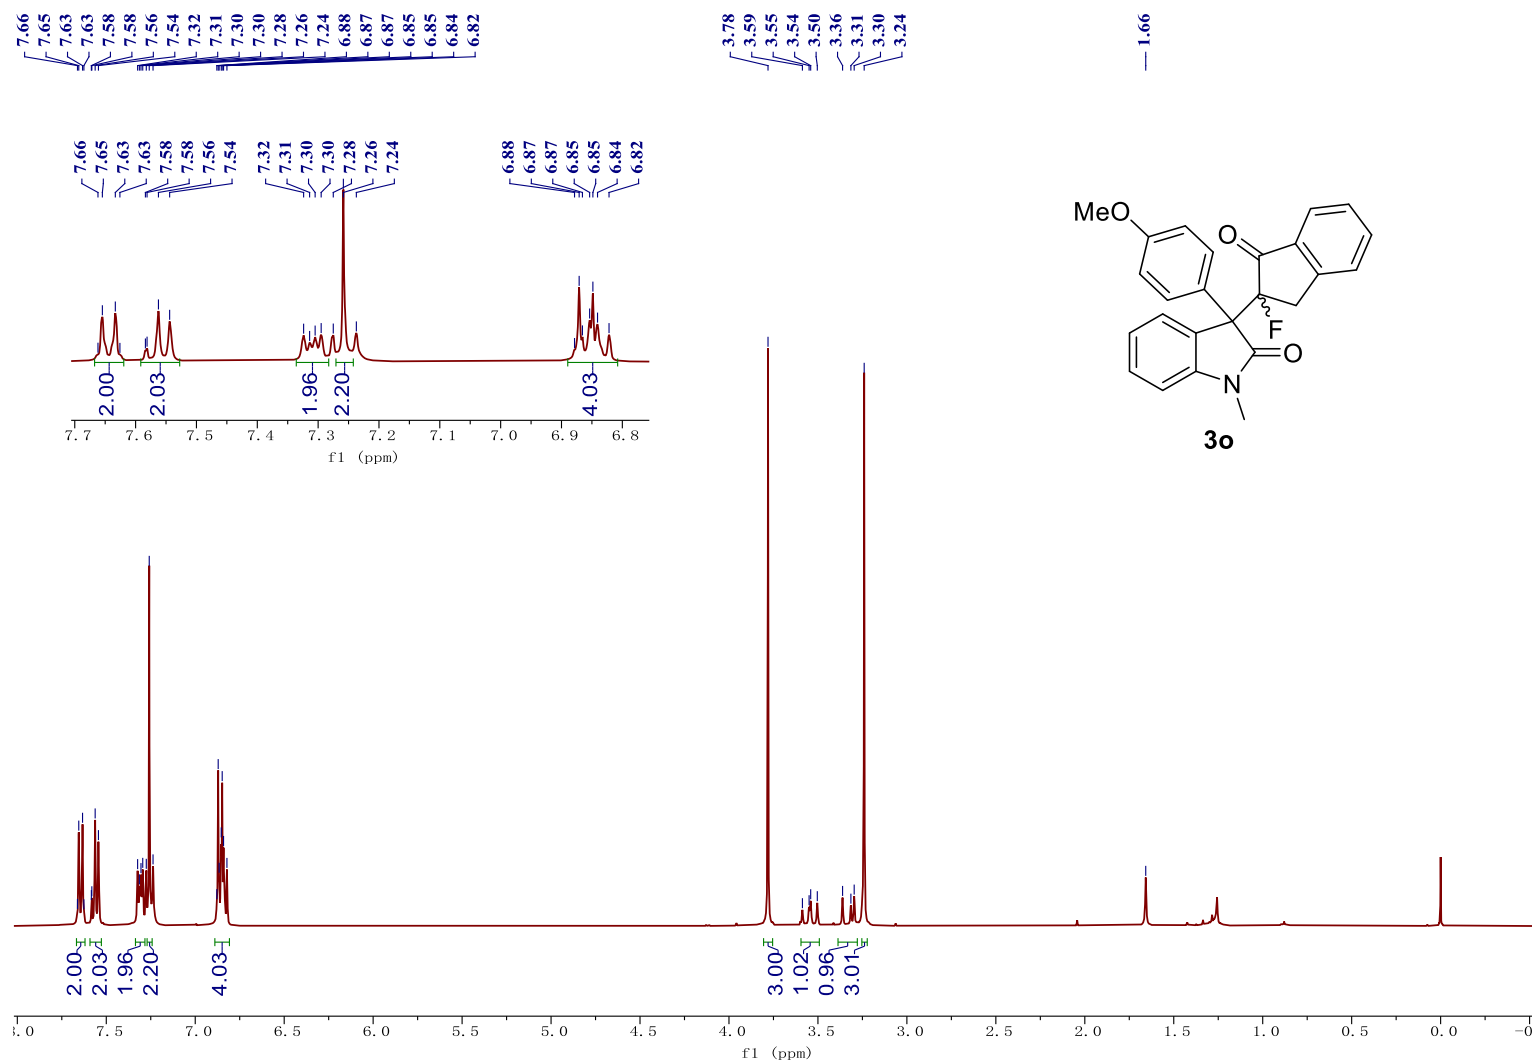 7.66 7.65 7.63 7.63 7.58 7.58 7.56 7.54 7.32 7.31 7.30 7.30 7.28 7.26 7.24 6.88 6.87 6.87 6.85 6.85 6.84 6.82 3.78 3.59 3.55 3.54 3.50 3.36 3.31 3.30 3.24 1.66
7.66 7.65 7.63 7.63 7.58 7.58 7.56 7.54 7.32 7.31 7.30 7.30 7.28 7.26 7.24 6.88 6.87 6.87 6.85 6.85 6.84 6.82
2.00 2.03 1.96 2.20 4.03
7.7 7.6 7.5 7.4 7.3 7.2 7.1 7.0 6.9 6.8
f1 (ppm)
MeO
O
F
O
N
3o
2.00 2.03 1.96 2.20 4.03 3.00 1.02 0.96 3.01
7.5 7.0 6.5 6.0 5.5 5.0 4.5 4.0 3.5 3.0 2.5 2.0 1.5 1.0 0.5 0.0
f1 (ppm)